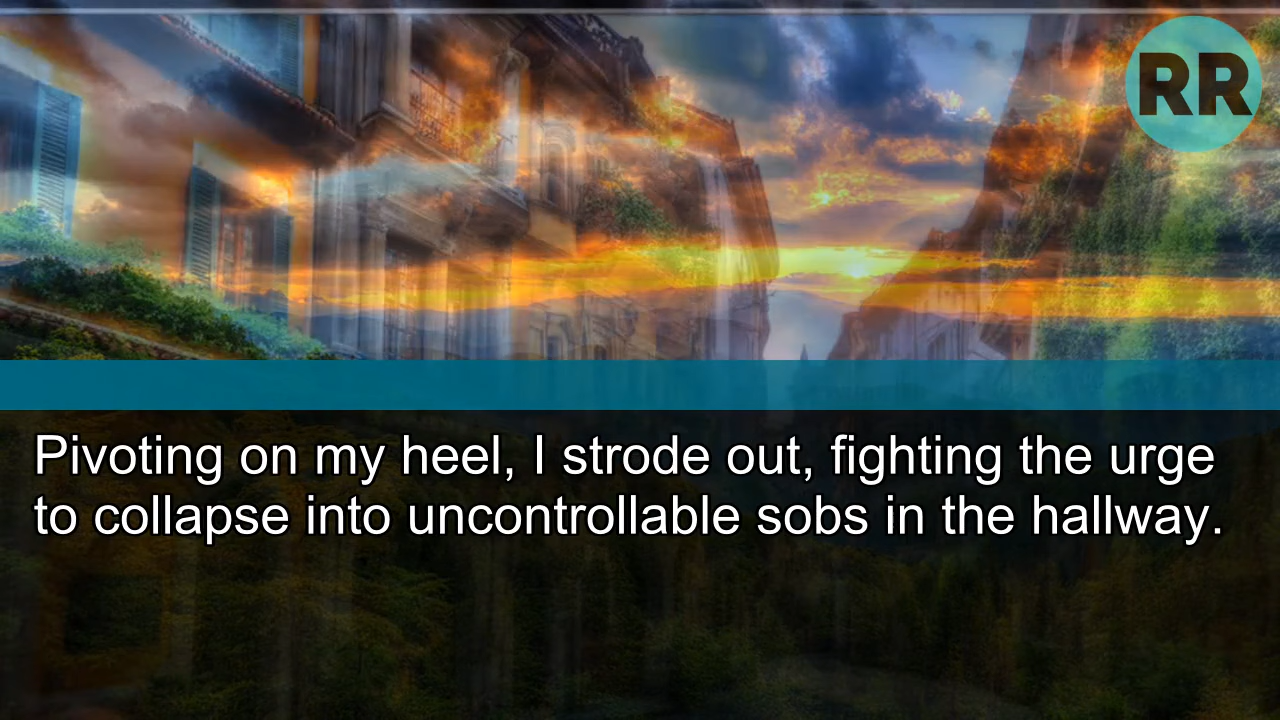 RR
Pivoting on my heel, I strode out, fighting the urge
to collapse into uncontrollable sobs in the hallway.